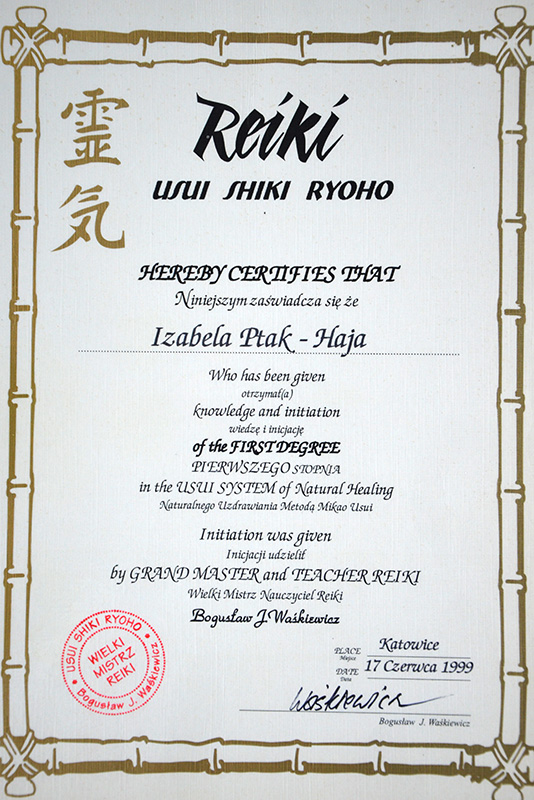 靈
気
Reiki
USUI SHIKI RYOHO
HEREBY CERTIFIES THAT
Niniejszym zaświadcza się że
Izabela Ptak - Haja
Who has been given
otrzymał(a)
knowledge and initiation
wiedzę i inicjację
of the FIRST DEGREE
PIERWSZEGO STOPNIA
in the USUI SYSTEM of Natural Healing
Naturalnego Uzdrawiania Metodą Mikao Usui
Initiation was given
Inicjacji udzielił
by GRAND MASTER and TEACHER REIKI
Wielki Mistrz Nauczyciel Reiki
Bogusław J. Waśkiewicz
USUI SHIKI RYOHO
WIELKI
MISTRZ
REIKI
Bogusław J. Waśkiewicz
PLACE Katowice
Miejsce
DATE 17 Czerwca 1999
Data
Waśkiewicz
Bogusław J. Waśkiewicz